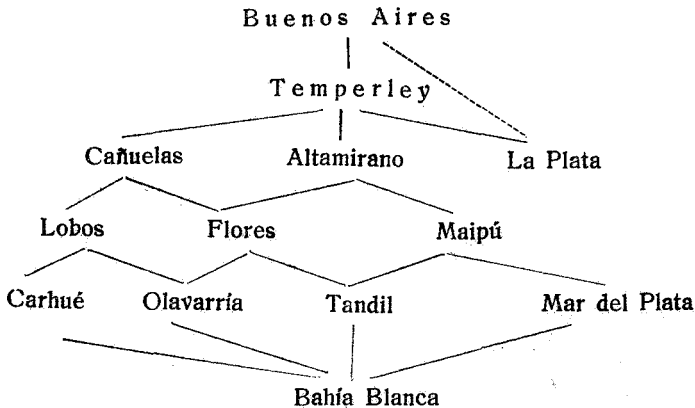 Buenos Aires
Temperley
Cañuelas Altamirano La Plata
Lobos Flores Maipú
Carhué Olavarría Tandil Mar del Plata
Bahía Blanca